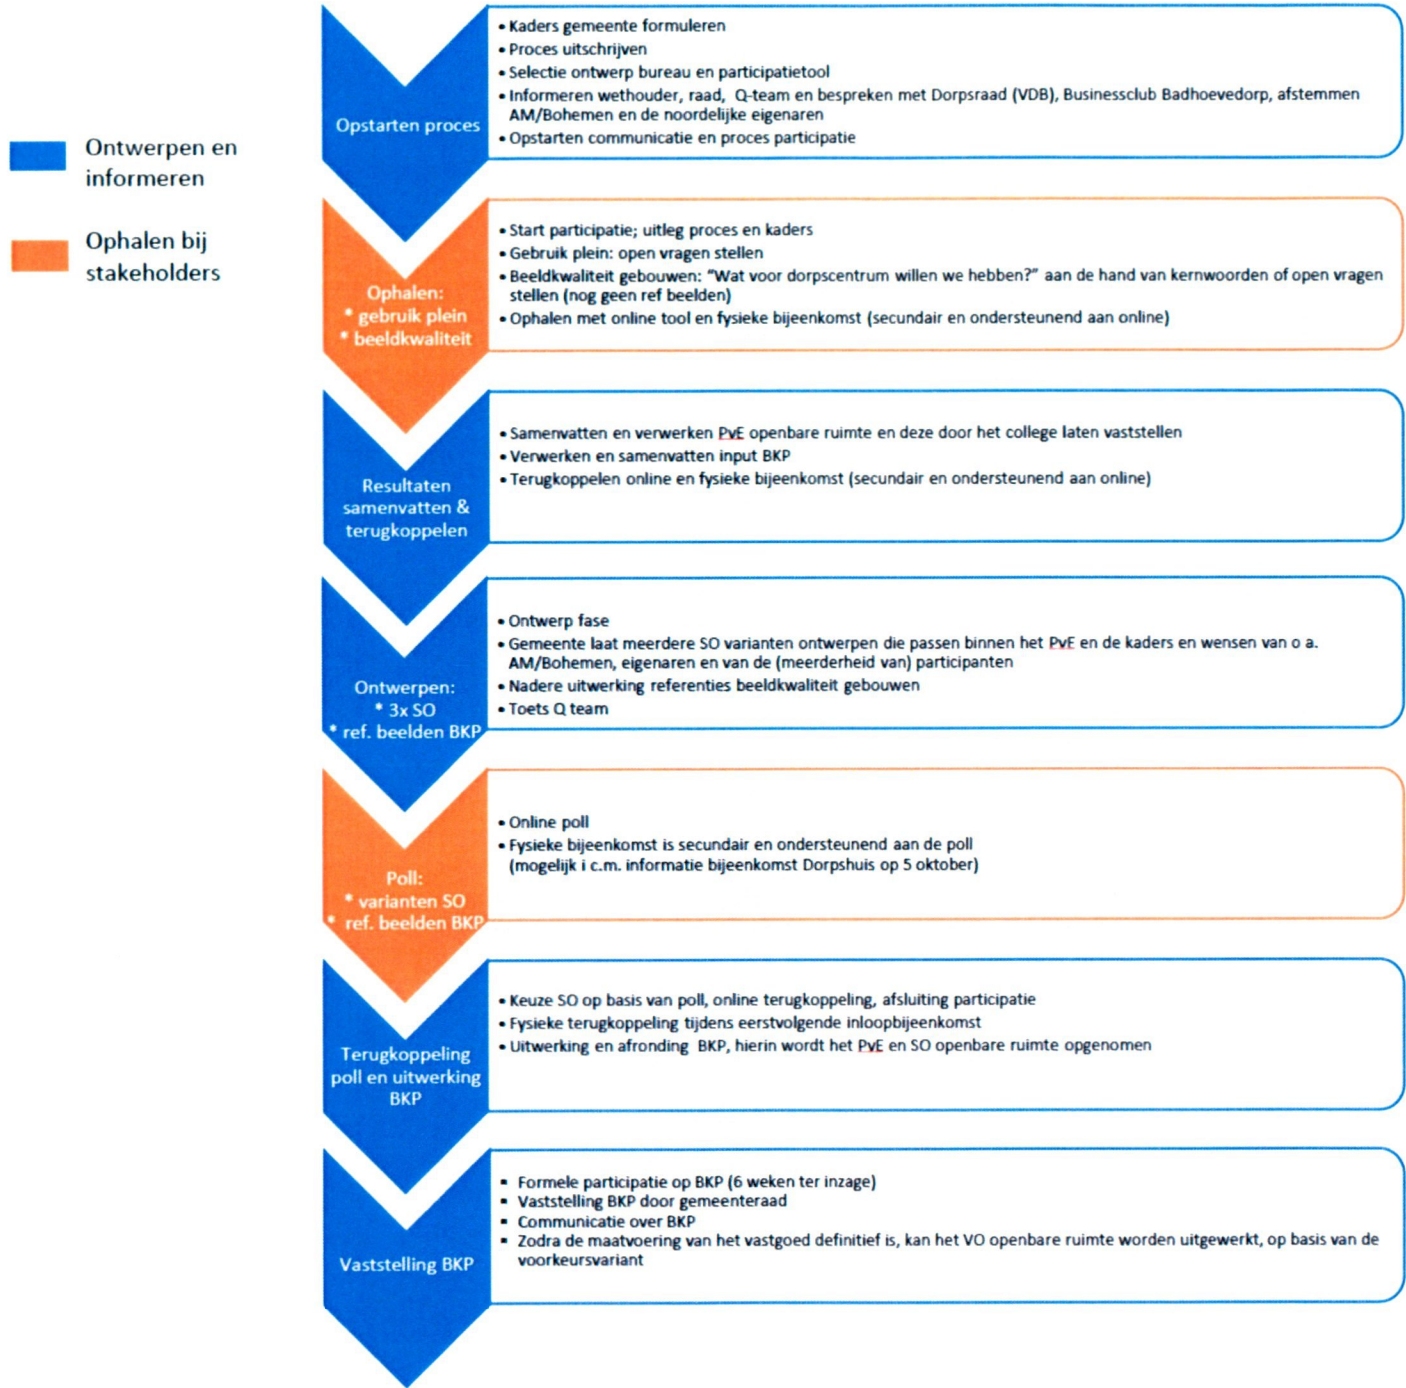 Ontwerpen en
informeren
Ophalen bij
stakeholders
Opstarten proces
• Kaders gemeente formuleren
• Proces uitschrijven
• Selectie ontwerp bureau en participatietool
• Informeren wethouder, raad, Q-team en bespreken met Dorpsraad (VDB), Businessclub Badhoevedorp, afstemmen
AM/Bohemen en de noordelijke eigenaren
• Opstarten communicatie en proces participatie
Ophalen:
* gebruik plein
* beeldkwaliteit
• Start participatie; uitleg proces en kaders
• Gebruik plein: open vragen stellen
• Beeldkwaliteit gebouwen: “Wat voor dorpscentrum willen we hebben?” aan de hand van kernwoorden of open vragen
stellen (nog geen ref beelden)
• Ophalen met online tool en fysieke bijeenkomst (secundair en ondersteunend aan online)
Resultaten
samenvatten &
terugkoppelen
• Samenvatten en verwerken PvE openbare ruimte en deze door het college laten vaststellen
• Verwerken en samenvatten input BKP
• Terugkoppelen online en fysieke bijeenkomst (secundair en ondersteunend aan online)
Ontwerpen:
* 3x SO
* ref. beelden BKP
• Ontwerp fase
• Gemeente laat meerdere SO varianten ontwerpen die passen binnen het PvE en de kaders en wensen van o a.
AM/Bohemen, eigenaren en van de (meerderheid van) participanten
• Nadere uitwerking referenties beeldkwaliteit gebouwen
• Toets Q team
Poll:
* varianten SO
* ref. beelden BKP
• Online poll
• Fysieke bijeenkomst is secundair en ondersteunend aan de poll
(mogelijk i c.m. informatie bijeenkomst Dorpshuis op 5 oktober)
Terugkoppeling
poll en uitwerking
BKP
• Keuze SO op basis van poll, online terugkoppeling, afsluiting participatie
• Fysieke terugkoppeling tijdens eerstvolgende inloopbijeenkomst
• Uitwerking en afronding BKP, hierin wordt het PvE en SO openbare ruimte opgenomen
Vaststelling BKP
▪ Formele participatie op BKP (6 weken ter inzage)
▪ Vaststelling BKP door gemeenteraad
▪ Communicatie over BKP
▪ Zodra de maatvoering van het vastgoed definitief is, kan het VO openbare ruimte worden uitgewerkt, op basis van de
voorkeursvariant